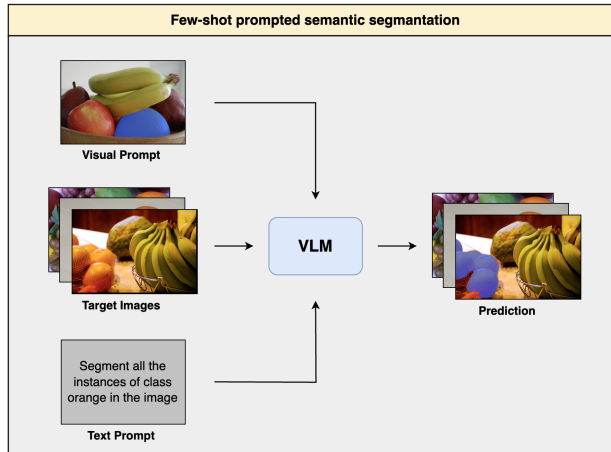 Few-shot prompted semantic segmantation
Visual Prompt
Target Images
VLM
Prediction
Segment all the
instances of class
orange in the image
Text Prompt